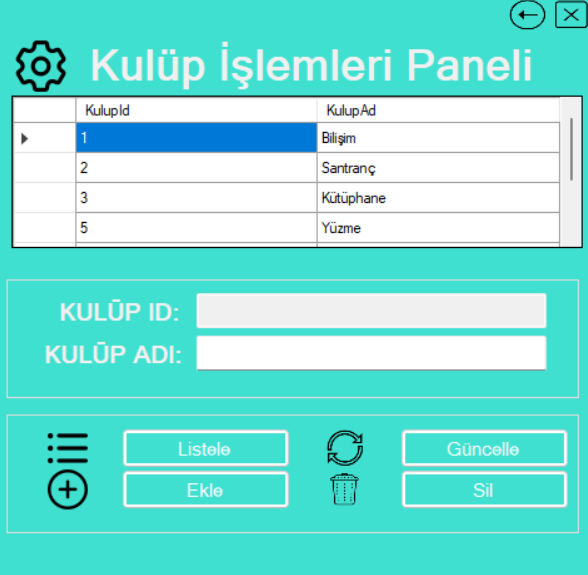 Kulüp İşlemleri Paneli
KulupId KulupAd
1 Bilişim
2 Santranç
3 Kütüphane
5 Yüzme
KULÜP ID:
KULÜP ADI:
Listele Güncelle
Ekle Sil